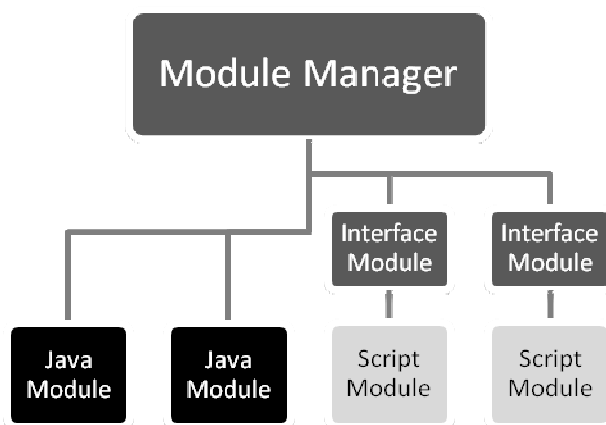 Module Manager
Interface
Module
Interface
Module
Java
Module
Java
Module
Script
Module
Script
Module